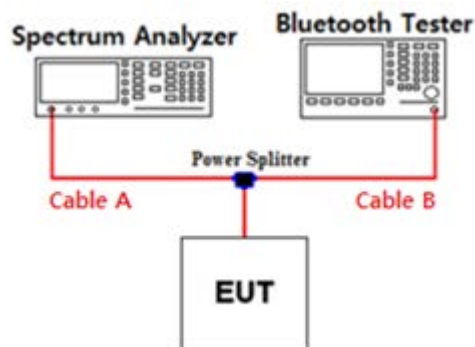 Spectrum Analyzer
Bluetooth Tester
Power Splitter
Cable A
Cable B
EUT